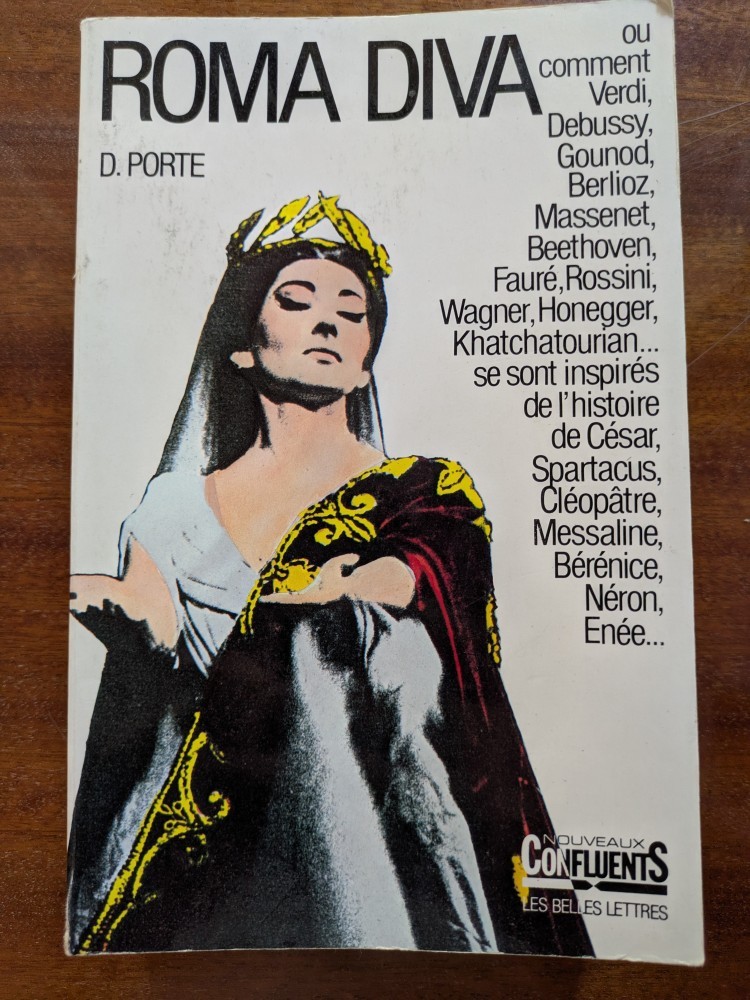 ROMA DIVA
D. PORTE
ou
comment
Verdi,
Debussy,
Gounod,
Berlioz,
Massenet,
Beethoven,
Fauré, Rossini,
Wagner, Honegger,
Khatchatourian...
se sont inspirés
de l'histoire
de César,
Spartacus,
Cléopâtre,
Messaline,
Bérénice,
Néron,
Enée...
NOUVEAUX
CONFLUENTS
LES BELLES LETTRES